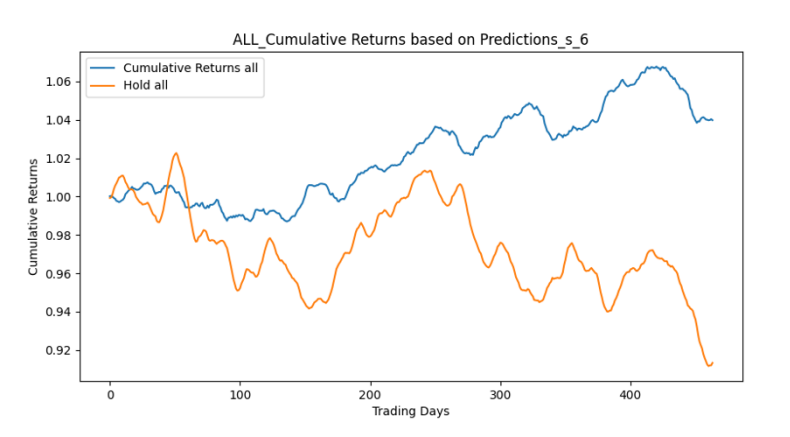 ALL_Cumulative Returns based on Predictions_s_6
Cumulative Returns all
Hold all
1.06
1.04
1.02
1.00
0.98
0.96
0.94
0.92
Cumulative Returns
0
100
200
300
400
Trading Days